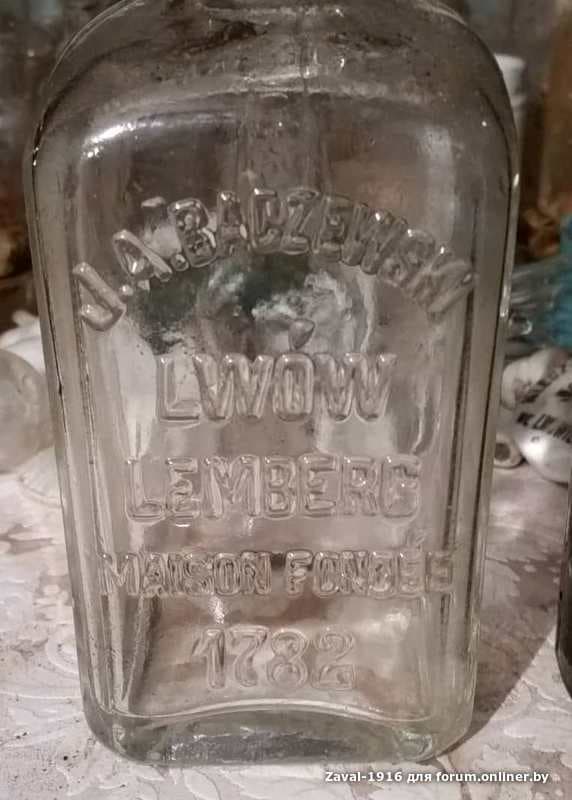 J.A.BACZEWSKI
LWÓW
LEMBERG
MAISON FONDÉE
1782
Zaval-1916 для forum.onliner.by